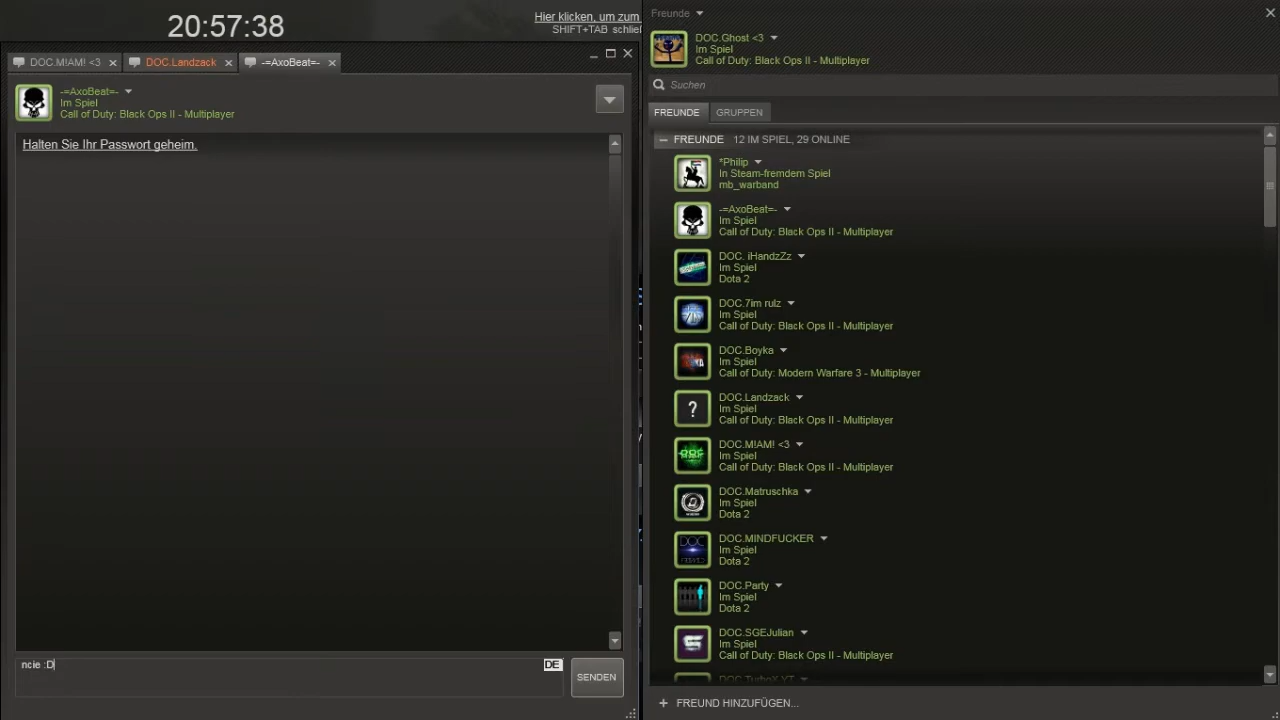 20:57:38
Hier klicken, um zum
SHIFT+TAB schlie
DOC.M!AM! <3
DOC.Landzack
-=AxoBeat=-
-=AxoBeat=-
Im Spiel
Call of Duty: Black Ops II - Multiplayer
Halten Sie Ihr Passwort geheim.
ncie :D
DE
SENDEN
Freunde
DOC.Ghost <3
Im Spiel
Call of Duty: Black Ops II - Multiplayer
Suchen
FREUNDE GRUPPEN
FREUNDE 12 IM SPIEL, 29 ONLINE
*Philip
In Steam-fremdem Spiel
mb_warband
-=AxoBeat=-
Im Spiel
Call of Duty: Black Ops II - Multiplayer
DOC. iHandzZz
Im Spiel
Dota 2
DOC.7im rulz
Im Spiel
Call of Duty: Black Ops II - Multiplayer
DOC.Boyka
Im Spiel
Call of Duty: Modern Warfare 3 - Multiplayer
?
DOC.Landzack
Im Spiel
Call of Duty: Black Ops II - Multiplayer
DOC.M!AM! <3
Im Spiel
Call of Duty: Black Ops II - Multiplayer
DOC.Matruschka
Im Spiel
Dota 2
DOC
DOC.MINDFUCKER
Im Spiel
Dota 2
DOC.Party
Im Spiel
Dota 2
DOC.SGEJulian
Im Spiel
Call of Duty: Black Ops II - Multiplayer
DOC.TurboX.YT
+ FREUND HINZUFÜGEN...